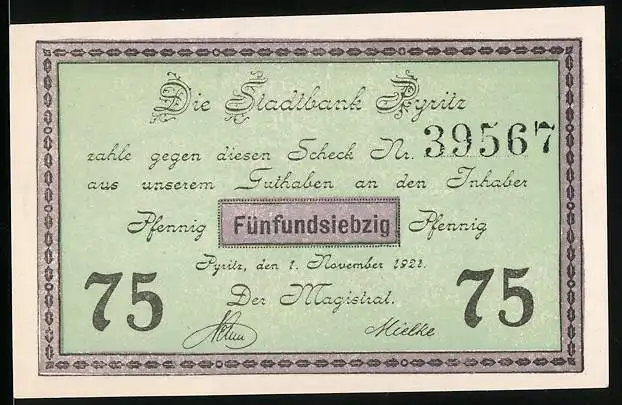 Die Stadtbank Pyritz
zahle gegen diesen Scheck Nr. 39567
aus unserem Guthaben an den Inhaber
Pfennig Fünfundsiebzig Pfennig
Pyritz, den 1. November 1921.
75 Der Magistrat. 75
Mielke